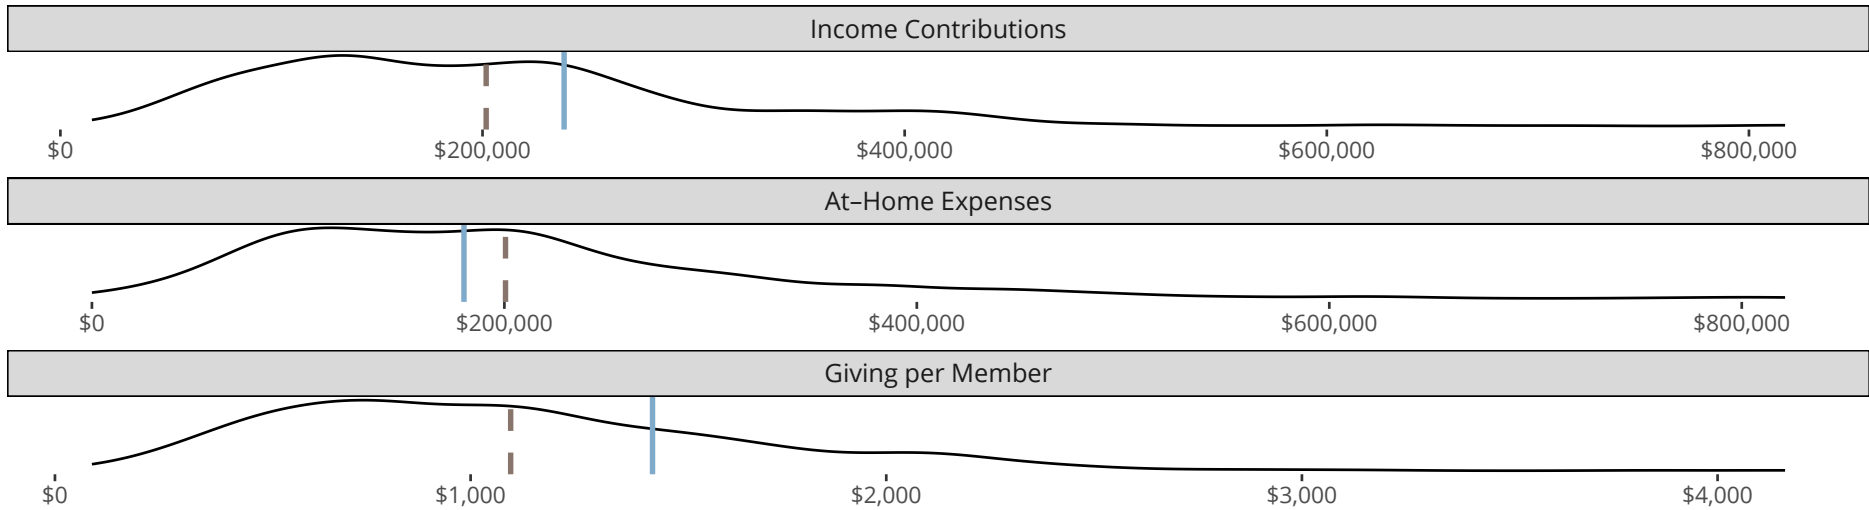 Income Contributions
$0 $200,000 $400,000 $600,000 $800,000
At–Home Expenses
$0 $200,000 $400,000 $600,000 $800,000
Giving per Member
$0 $1,000 $2,000 $3,000 $4,000